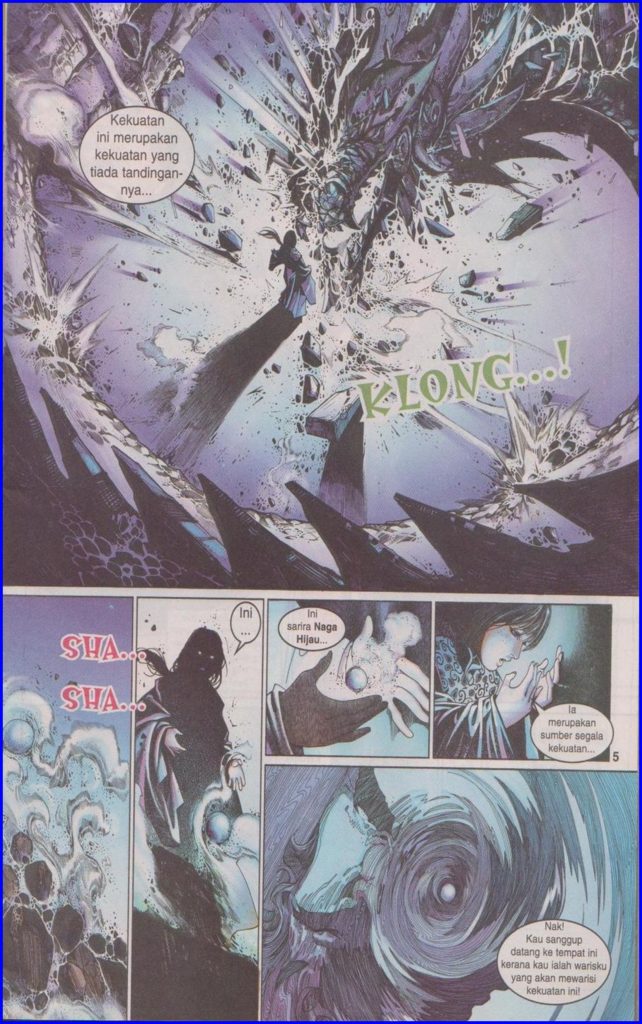 Kekuatan
ini merupakan
kekuatan yang
tiada tandingan-
nya...
KLONG...!
SHA...
SHA...
Ini
...
Ini
sarira Naga
Hijau...
Ia
merupakan
sumber segala
kekuatan...
5
Nak!
Kau sanggup
datang ke tempat ini
kerana kau ialah warisku
yang akan mewarisi
kekuatan ini!